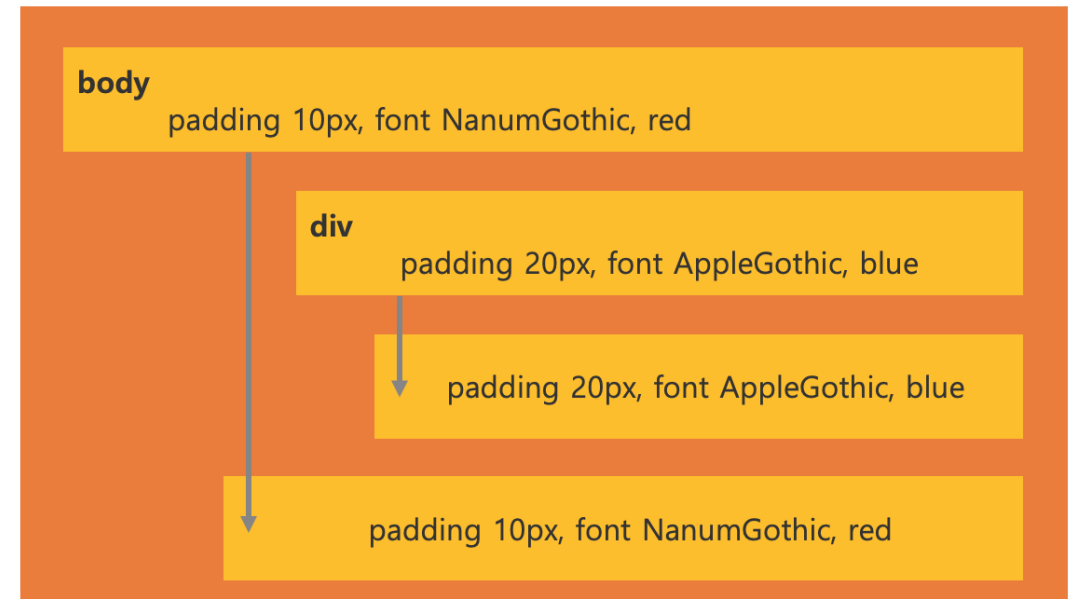 body
padding 10px, font NanumGothic, red
div
padding 20px, font AppleGothic, blue
padding 20px, font AppleGothic, blue
padding 10px, font NanumGothic, red